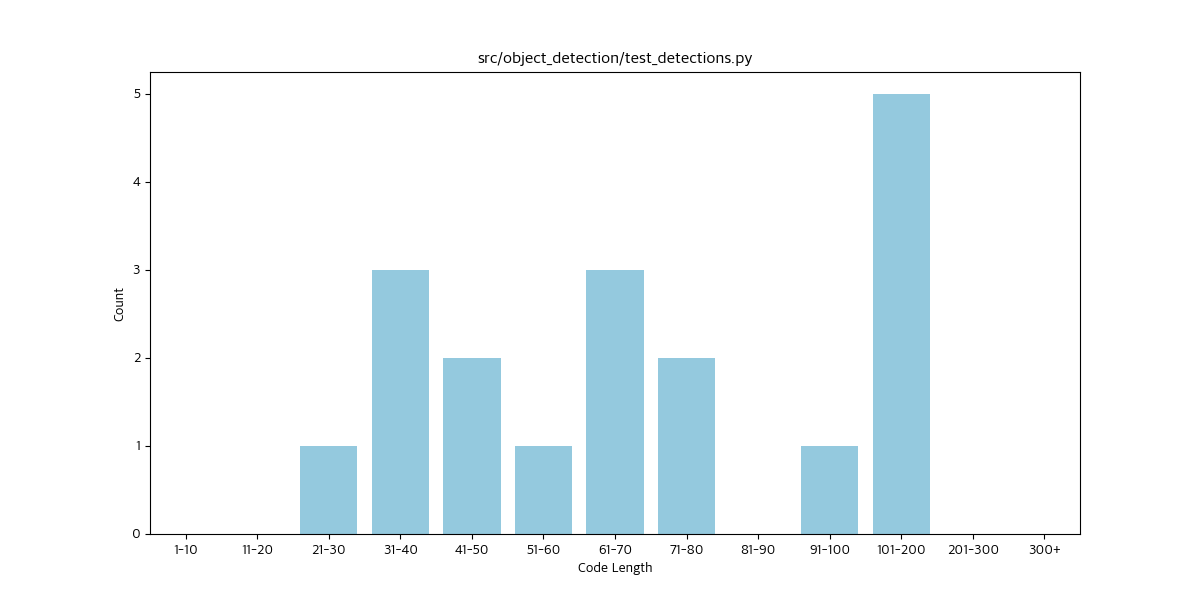 src/object_detection/test_detections.py
Count
5
4
3
2
1
0
1-10 11-20 21-30 31-40 41-50 51-60 61-70 71-80 81-90 91-100 101-200 201-300 300+
Code Length